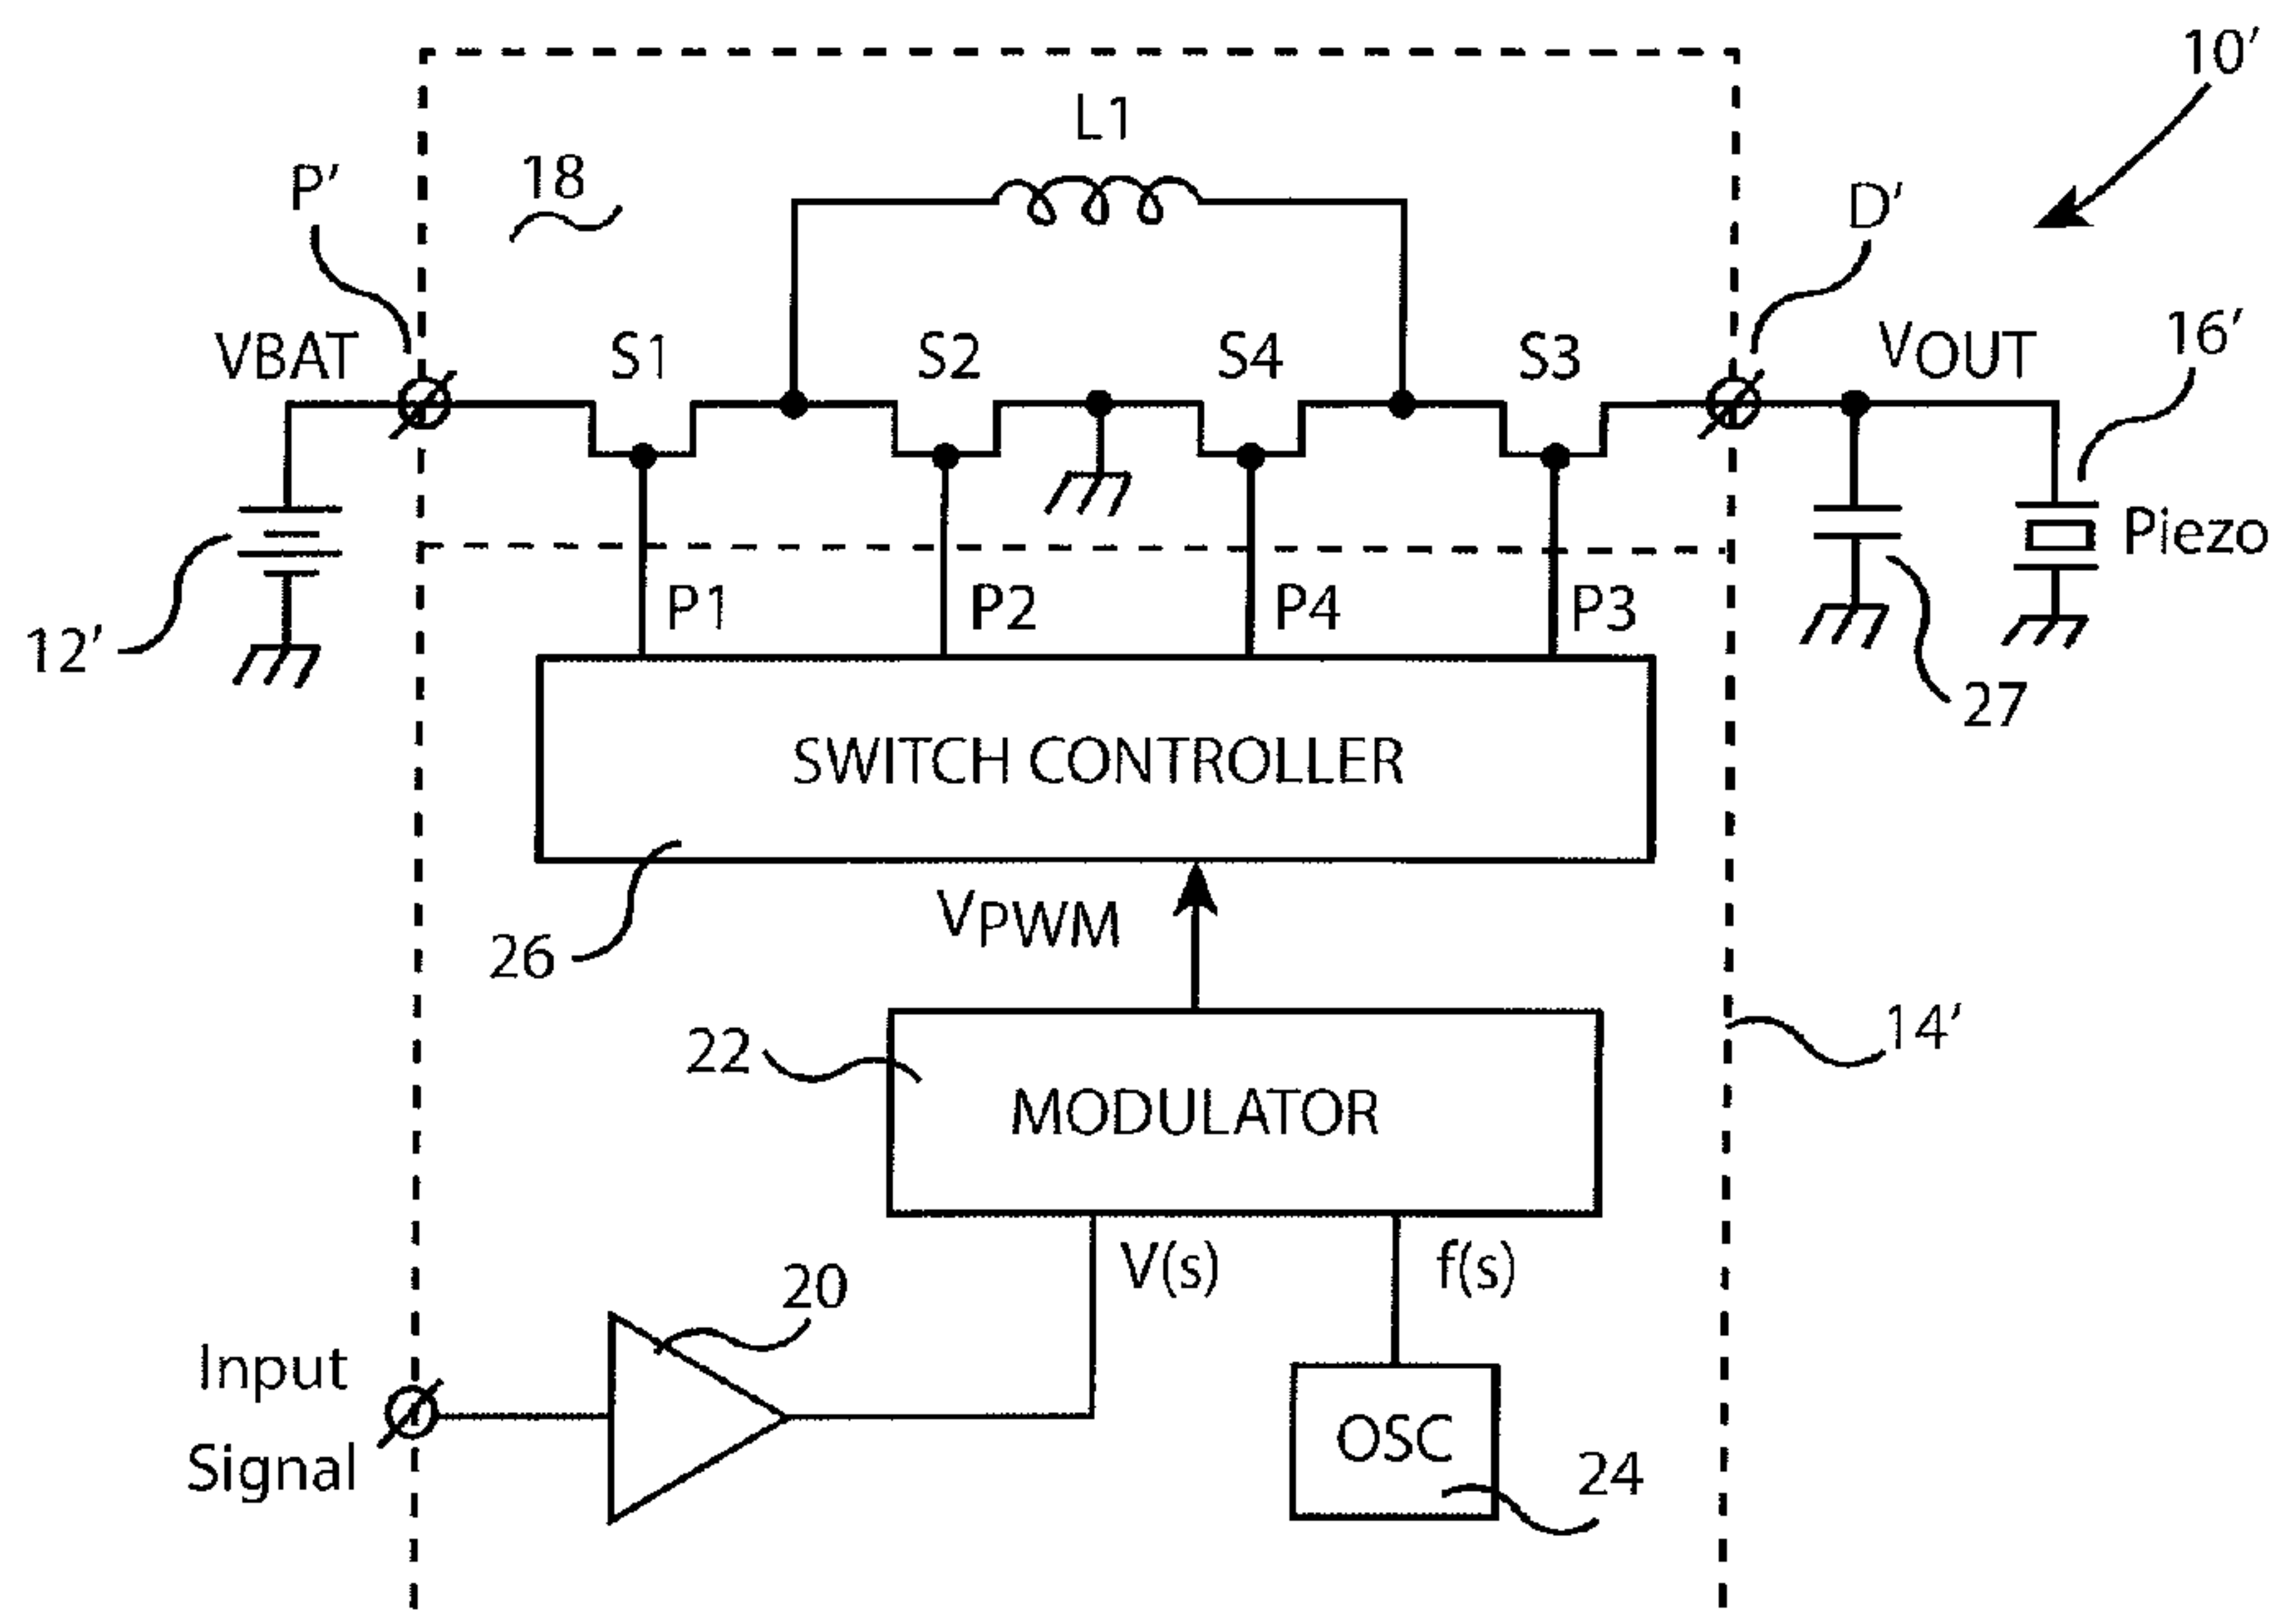 10′
L1
P′
18
D′
VBAT
S1
S2
S4
S3
VOUT
16′
Piezo
12′
P1
P2
P4
P3
27
SWITCH CONTROLLER
VPWM
26
22
14′
MODULATOR
20
V(s)
f(s)
Input
Signal
OSC
24